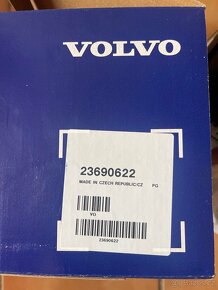 VOLVO
23690622
MADE IN CZECH REPUBLIC/CZ PG
VO
23690622